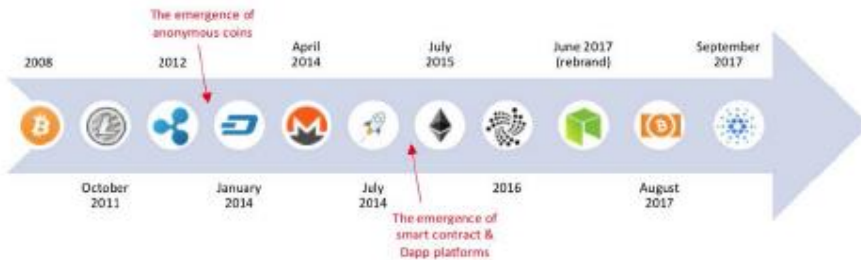 The emergence of
anonymous coins
2008
2012
April
2014
July
2015
June 2017
(rebrand)
September
2017
October
2011
January
2014
July
2014
2016
August
2017
The emergence of
smart contract &
Dapp platforms